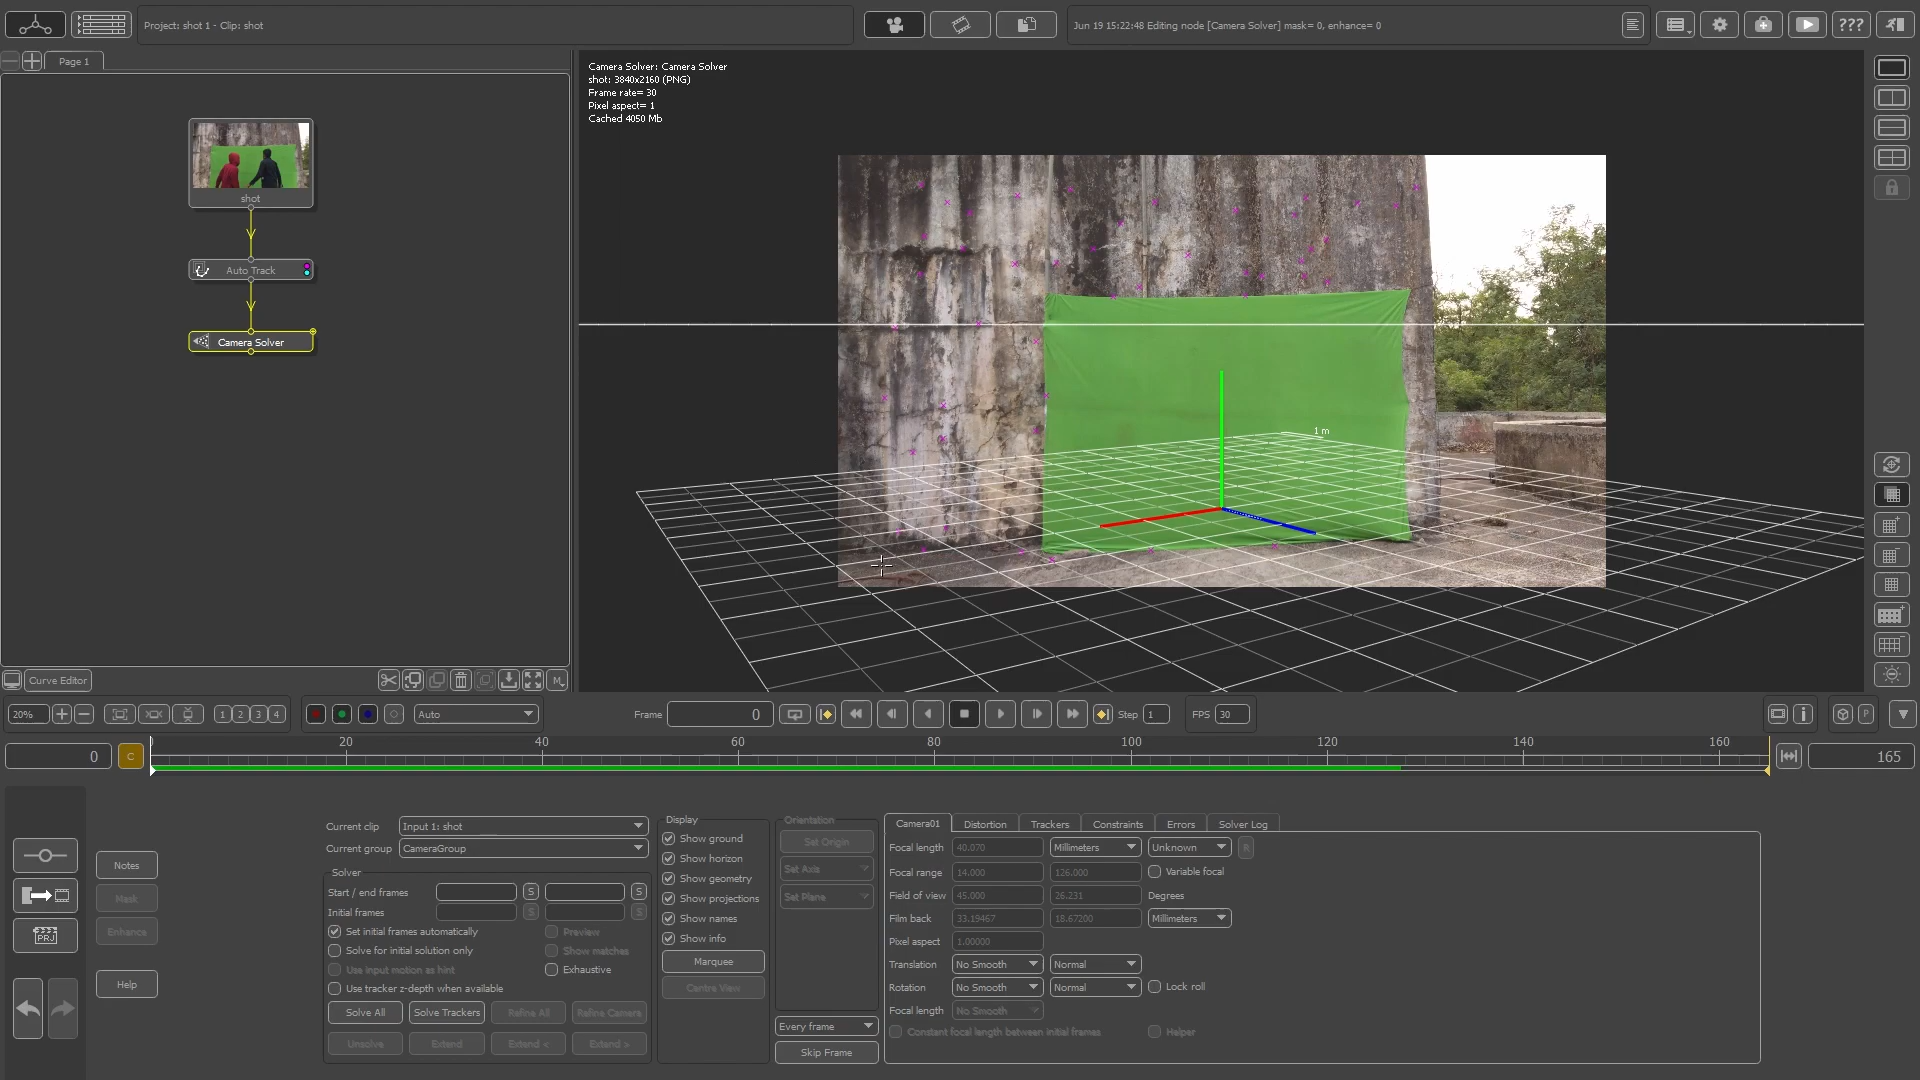 Project: shot 1 - Clip: shot
Jun 19 15:22:48 Editing node [Camera Solver] mask= 0, enhance= 0
???
Page 1
Camera Solver: Camera Solver
shot: 3840x2160 (PNG)
Frame rate= 30
Pixel aspect= 1
Cached 4050 Mb
shot
Auto Track
Camera Solver
1 m
Curve Editor
M
20%
1 2 3 4
Auto
Frame 0
Step 1
FPS 30
P
0 C
20 40 60 80 100 120 140 160
165
Notes
Mask
Enhance
Help
Current clip Input 1: shot
Current group CameraGroup
Solver
Start / end frames S S
Initial frames S S
Set initial frames automatically Preview
Solve for initial solution only Show matches
Use input motion as hint Exhaustive
Use tracker z-depth when available
Solve All Solve Trackers Refine All Refine Camera
Unsolve Extend Extend < Extend >
Display
Show ground
Show horizon
Show geometry
Show projections
Show names
Show info
Marquee
Centre View
Orientation
Set Origin
Set Axis
Set Plane
Every frame
Skip Frame
Camera01 Distortion Trackers Constraints Errors Solver Log
Focal length 40.070 Millimeters Unknown R
Focal range 14.000 126.000 Variable focal
Field of view 45.000 26.231 Degrees
Film back 33.19467 18.67200 Millimeters
Pixel aspect 1.00000
Translation No Smooth Normal
Rotation No Smooth Normal Lock roll
Focal length No Smooth
Constant focal length between initial frames Helper
PRJ